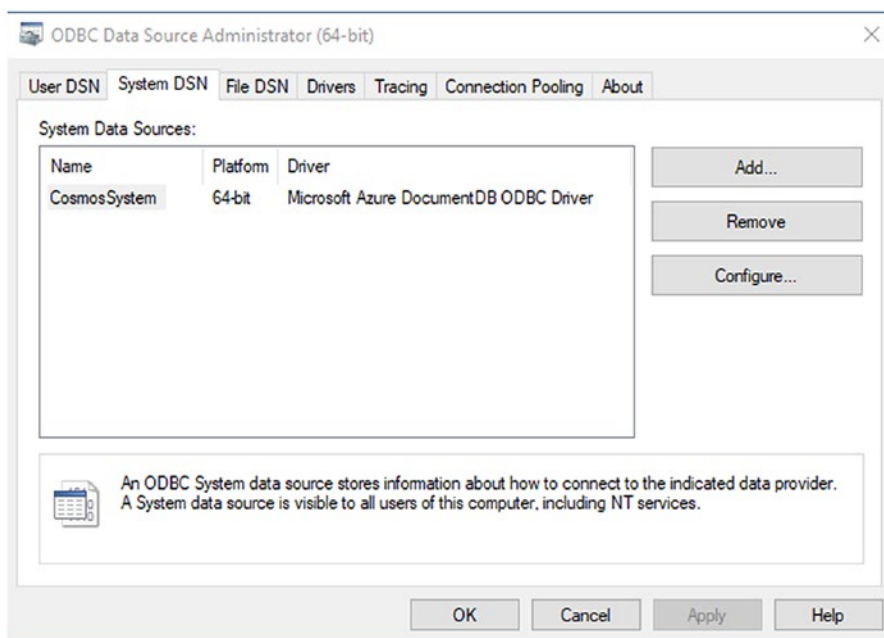 ODBC Data Source Administrator (64-bit)
User DSN System DSN File DSN Drivers Tracing Connection Pooling About
System Data Sources:
Name Platform Driver
CosmosSystem 64-bit Microsoft Azure DocumentDB ODBC Driver
Add...
Remove
Configure...
An ODBC System data source stores information about how to connect to the indicated data provider.
A System data source is visible to all users of this computer, including NT services.
OK Cancel Apply Help